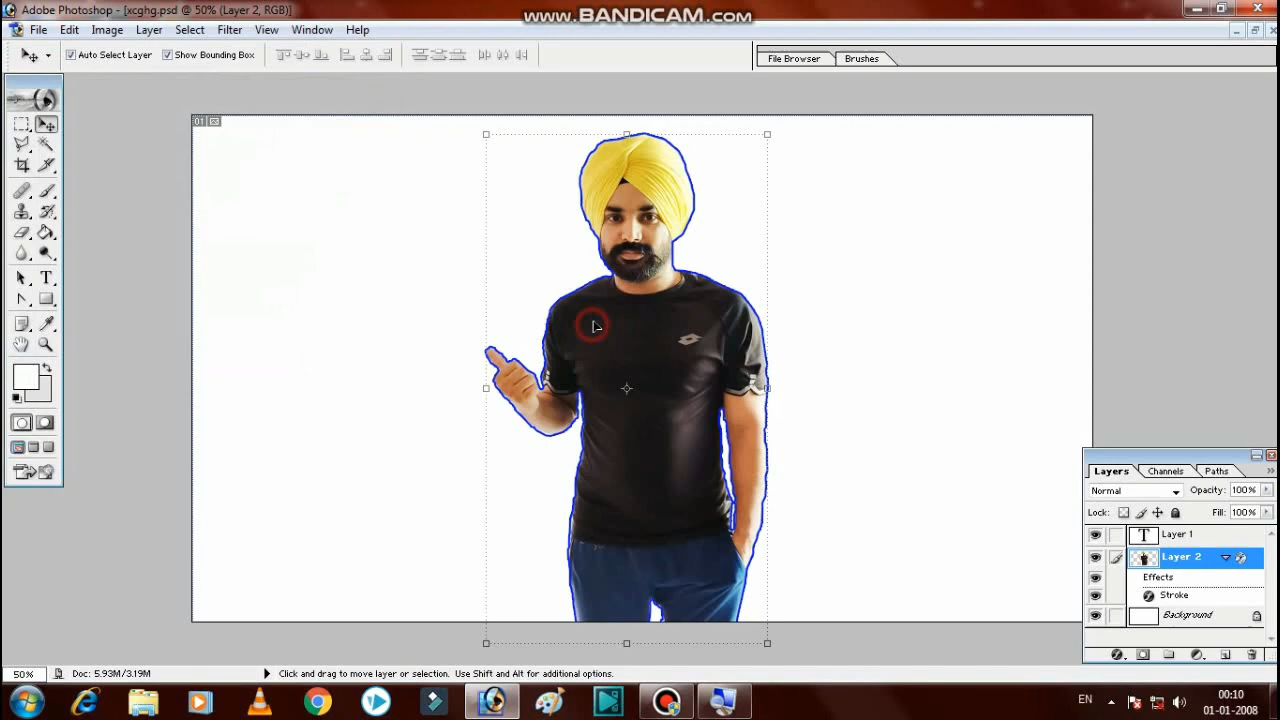 Adobe Photoshop - [xcghg.psd @ 50% (Layer 2, RGB)]
www.BANDICAM.com
File Edit Image Layer Select Filter View Window Help
Auto Select Layer Show Bounding Box
File Browser Brushes
01
Layers Channels Paths
Normal Opacity: 100%
Lock: Fill: 100%
T Layer 1
Layer 2
Effects
Stroke
Background
50% Doc: 5.93M/3.19M Click and drag to move layer or selection. Use Shift and Alt for additional options.
EN 00:10
01-01-2008